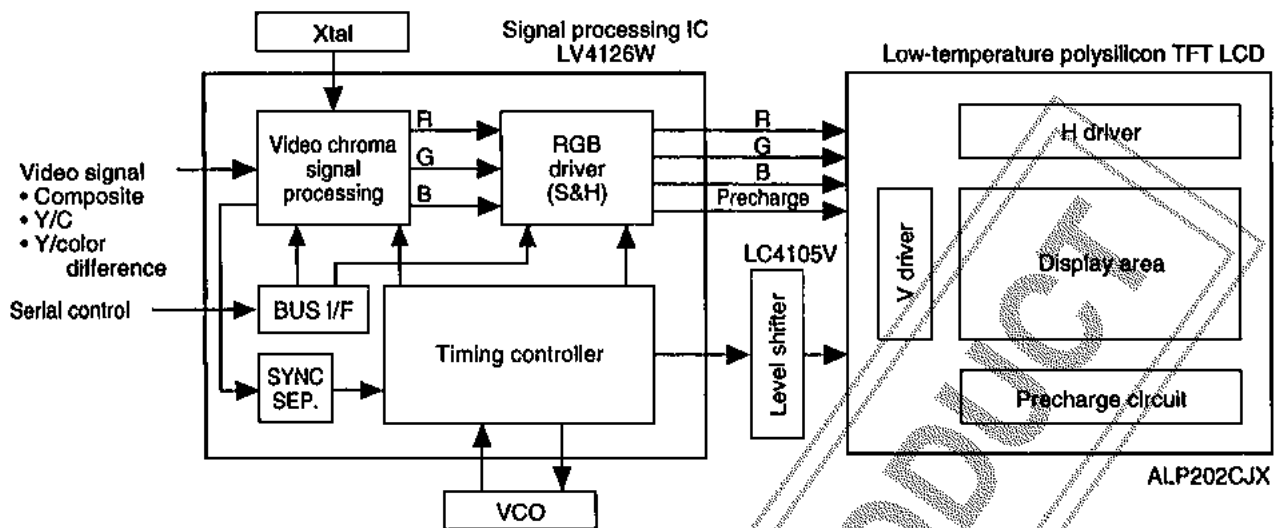 Xtal
Signal processing IC
LV4126W
Low-temperature polysilicon TFT LCD
Video chroma
signal
processing
R
G
B
RGB
driver
(S&H)
R
G
B
Precharge
H driver
Video signal
• Composite
• Y/C
• Y/color
difference
V driver
Display area
LC4105V
Serial control
BUS I/F
Timing controller
Level shifter
SYNC
SEP.
Precharge circuit
ALP202CJX
VCO